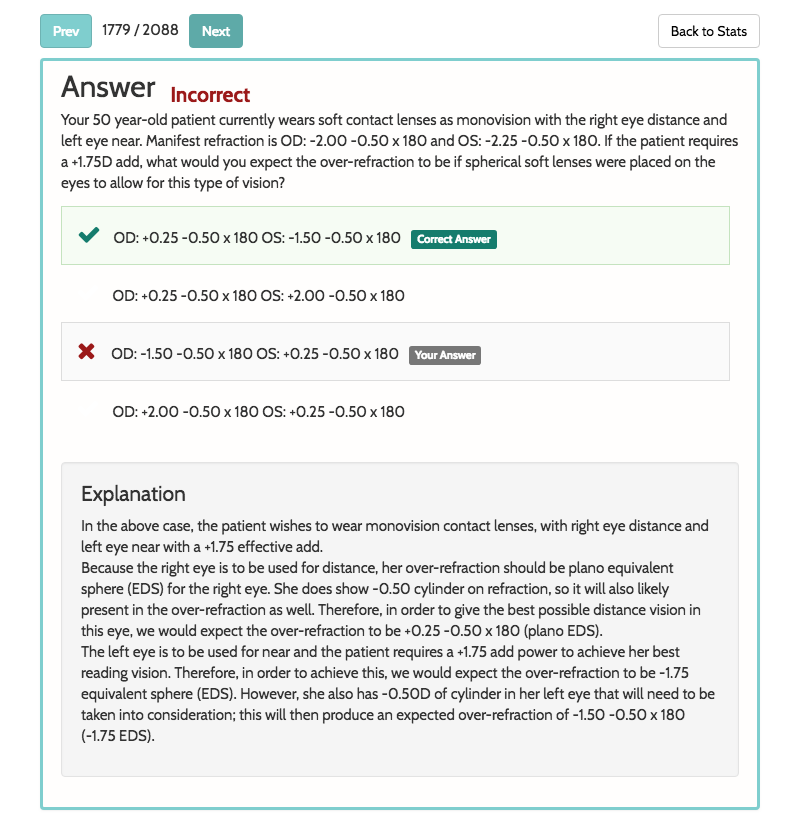 Prev 1779 / 2088 Next Back to Stats
Answer Incorrect
Your 50 year-old patient currently wears soft contact lenses as monovision with the right eye distance and
left eye near. Manifest refraction is OD: -2.00 -0.50 x 180 and OS: -2.25 -0.50 x 180. If the patient requires
a +1.75D add, what would you expect the over-refraction to be if spherical soft lenses were placed on the
eyes to allow for this type of vision?
OD: +0.25 -0.50 x 180 OS: -1.50 -0.50 x 180 Correct Answer
OD: +0.25 -0.50 x 180 OS: +2.00 -0.50 x 180
OD: -1.50 -0.50 x 180 OS: +0.25 -0.50 x 180 Your Answer
OD: +2.00 -0.50 x 180 OS: +0.25 -0.50 x 180
Explanation
In the above case, the patient wishes to wear monovision contact lenses, with right eye distance and
left eye near with a +1.75 effective add.
Because the right eye is to be used for distance, her over-refraction should be plano equivalent
sphere (EDS) for the right eye. She does show -0.50 cylinder on refraction, so it will also likely
present in the over-refraction as well. Therefore, in order to give the best possible distance vision in
this eye, we would expect the over-refraction to be +0.25 -0.50 x 180 (plano EDS).
The left eye is to be used for near and the patient requires a +1.75 add power to achieve her best
reading vision. Therefore, in order to achieve this, we would expect the over-refraction to be -1.75
equivalent sphere (EDS). However, she also has -0.50D of cylinder in her left eye that will need to be
taken into consideration; this will then produce an expected over-refraction of -1.50 -0.50 x 180
(-1.75 EDS).